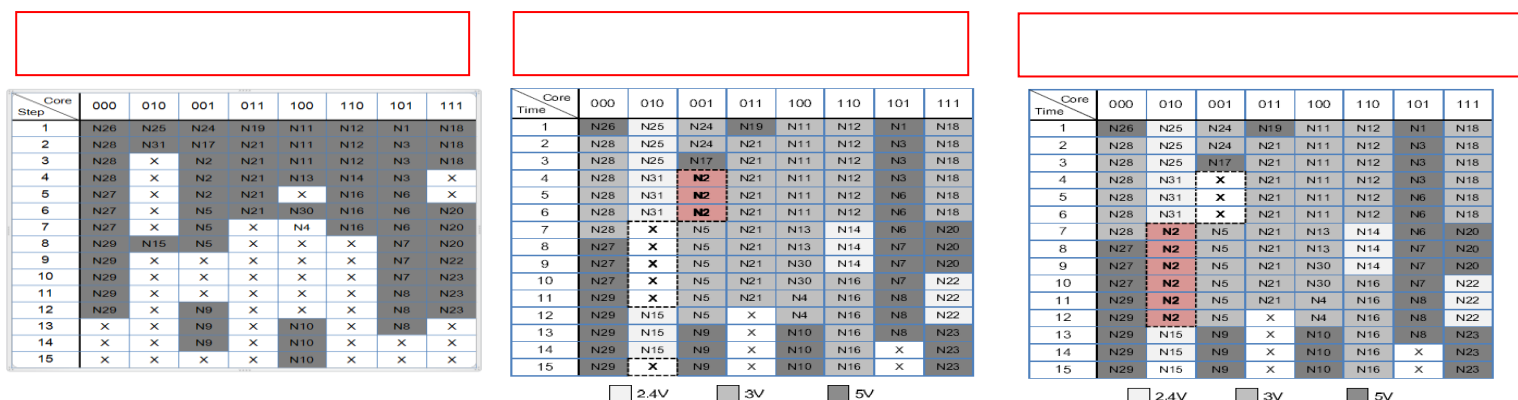 Core
Step 000 010 001 011 100 110 101 111
1 N26 N25 N24 N19 N11 N12 N1 N18
2 N28 N31 N17 N21 N11 N12 N3 N18
3 N28 X N2 N21 N11 N12 N3 N18
4 N28 X N2 N21 N13 N14 N3 X
5 N27 X N2 N21 X N16 N6 X
6 N27 X N5 N21 N30 N16 N6 N20
7 N27 X N5 X N4 N16 N6 N20
8 N29 N15 N5 X X X N7 N20
9 N29 X X X X X N7 N22
10 N29 X X X X X N7 N23
11 N29 X X X X X N8 N23
12 N29 X N9 X X X N8 N23
13 X X N9 X N10 X N8 X
14 X X N9 X N10 X X X
15 X X X X N10 X X X
Core
Time 000 010 001 011 100 110 101 111
1 N26 N25 N24 N19 N11 N12 N1 N18
2 N28 N25 N24 N21 N11 N12 N3 N18
3 N28 N25 N17 N21 N11 N12 N3 N18
4 N28 N31 N2 N21 N11 N12 N3 N18
5 N28 N31 N2 N21 N11 N12 N6 N18
6 N28 N31 N2 N21 N11 N12 N6 N18
7 N28 X N5 N21 N13 N14 N6 N20
8 N27 X N5 N21 N13 N14 N7 N20
9 N27 X N5 N21 N30 N14 N7 N20
10 N27 X N5 N21 N30 N16 N7 N22
11 N29 X N5 N21 N4 N16 N8 N22
12 N29 N15 N5 X N4 N16 N8 N22
13 N29 N15 N9 X N10 N16 N8 N23
14 N29 N15 N9 X N10 N16 X N23
15 N29 X N9 X N10 N16 X N23
2.4V 3V 5V
Core
Time 000 010 001 011 100 110 101 111
1 N26 N25 N24 N19 N11 N12 N1 N18
2 N28 N25 N24 N21 N11 N12 N3 N18
3 N28 N25 N17 N21 N11 N12 N3 N18
4 N28 N31 X N21 N11 N12 N3 N18
5 N28 N31 X N21 N11 N12 N6 N18
6 N28 N31 X N21 N11 N12 N6 N18
7 N28 N2 N5 N21 N13 N14 N6 N20
8 N27 N2 N5 N21 N13 N14 N7 N20
9 N27 N2 N5 N21 N30 N14 N7 N20
10 N27 N2 N5 N21 N30 N16 N7 N22
11 N29 N2 N5 N21 N4 N16 N8 N22
12 N29 N2 N5 X N4 N16 N8 N22
13 N29 N15 N9 X N10 N16 N8 N23
14 N29 N15 N9 X N10 N16 X N23
15 N29 N15 N9 X N10 N16 X N23
2.4V 3V 5V